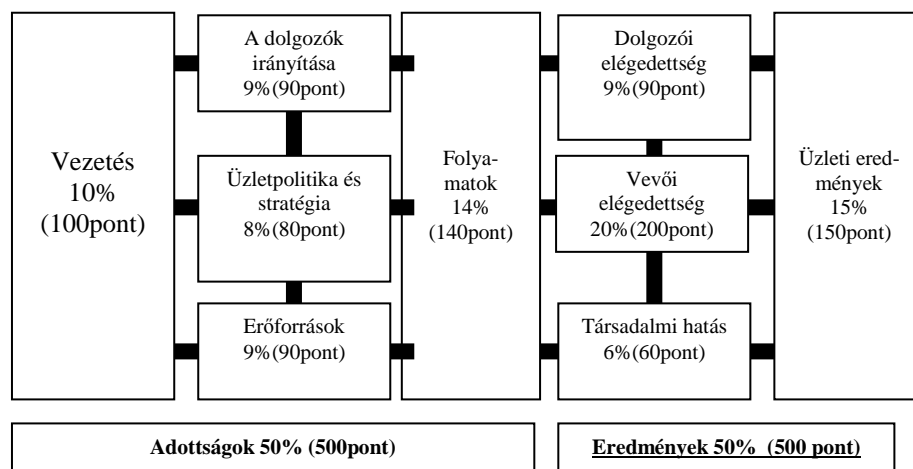 Vezetés
10%
(100pont)
A dolgozók
irányítása
9%(90pont)
Üzletpolitika és
stratégia
8%(80pont)
Erőforrások
9%(90pont)
Folya-
matok
14%
(140pont)
Dolgozói
elégedettség
9%(90pont)
Vevői
elégedettség
20%(200pont)
Társadalmi hatás
6%(60pont)
Üzleti ered-
mények
15%
(150pont)
Adottságok 50% (500pont)
Eredmények 50% (500 pont)